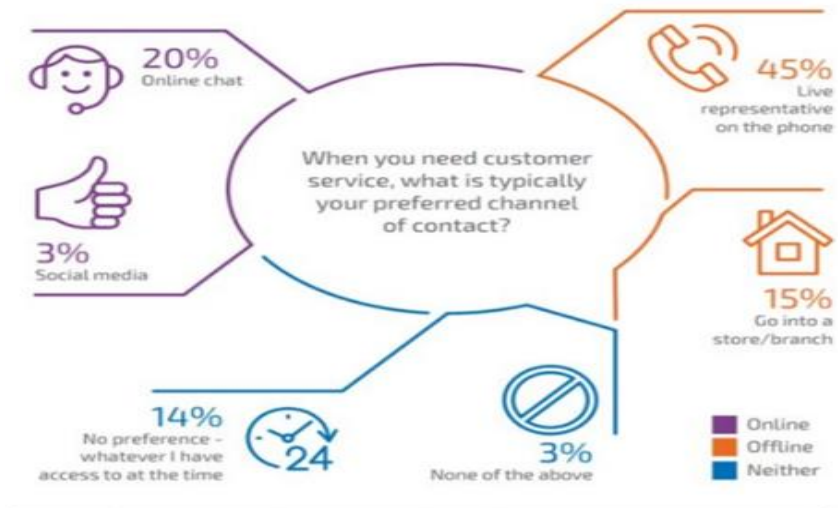 20%
Online chat
45%
Live
representative
on the phone
When you need customer
service, what is typically
your preferred channel
of contact?
3%
Social media
15%
Go into a
store/branch
14%
No preference -
whatever I have
access to at the time
24
3%
None of the above
Online
Offline
Neither